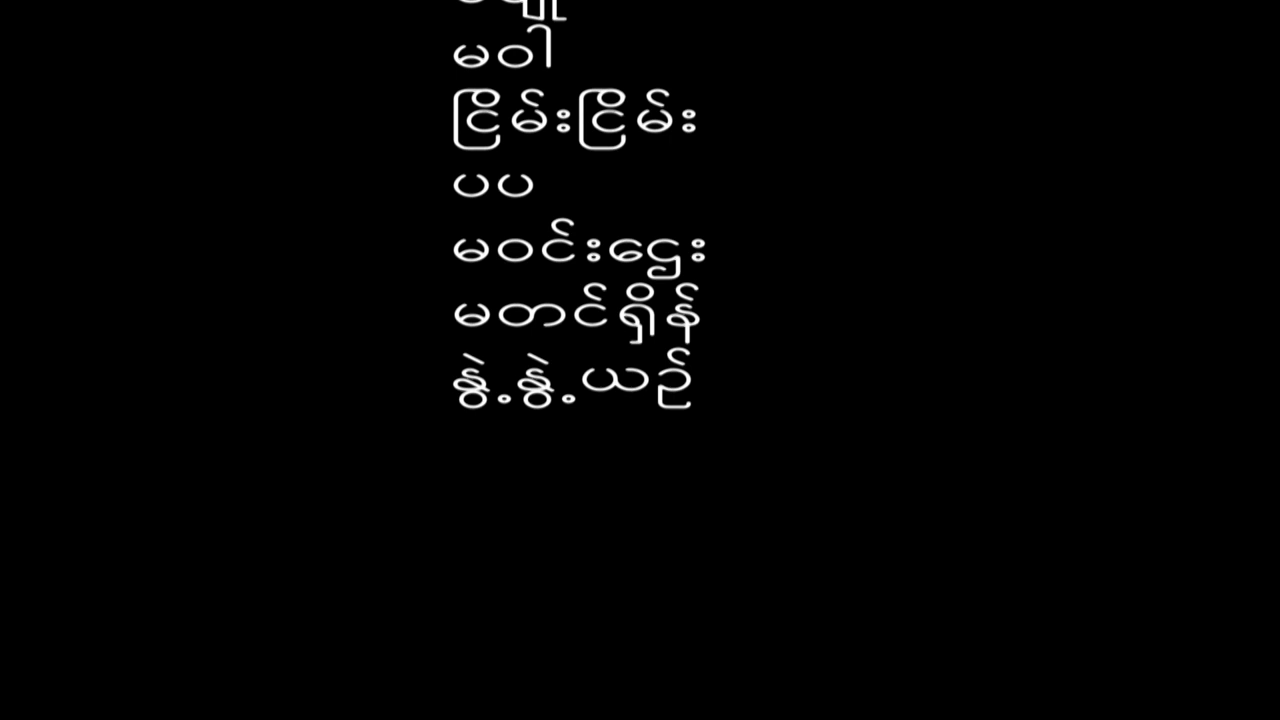 မဝါ
ငြိမ်းငြိမ်း
ပပ
မဝင်းဌေး
မတင်ရှိန်
နွဲ့နွဲ့ယဉ်